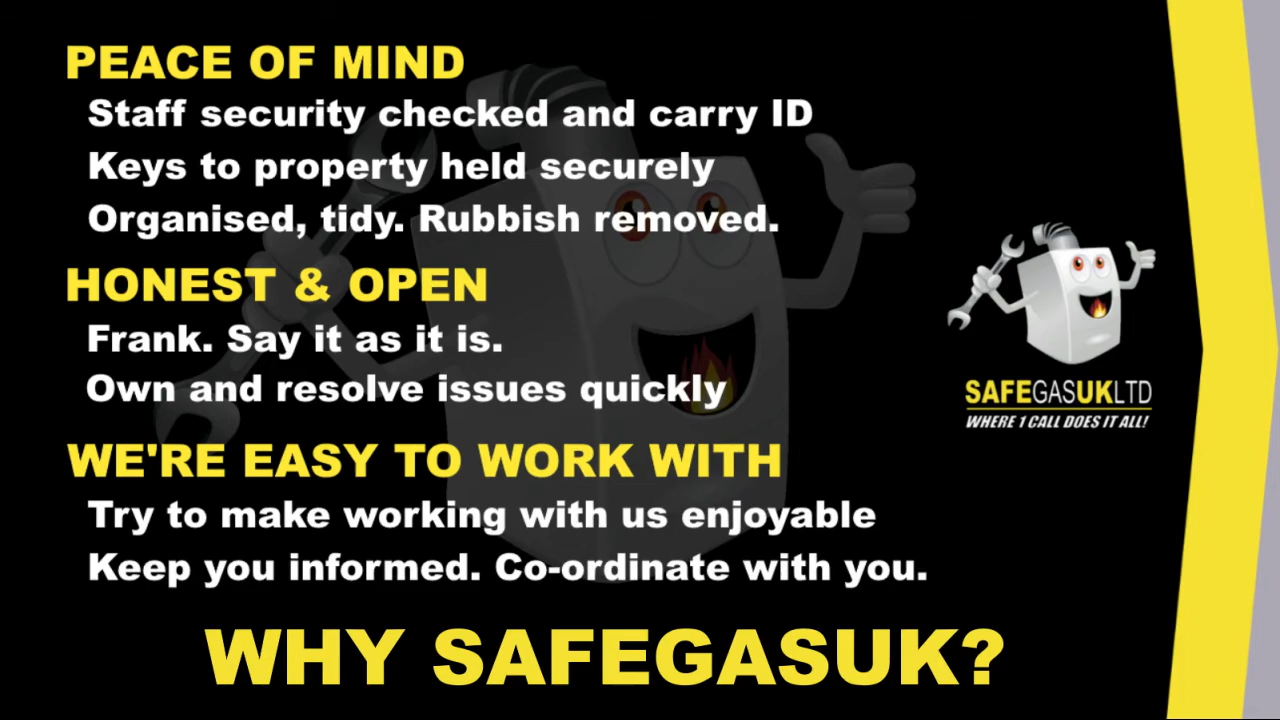 PEACE OF MIND
Staff security checked and carry ID
Keys to property held securely
Organised, tidy. Rubbish removed.
HONEST & OPEN
Frank. Say it as it is.
Own and resolve issues quickly
WE'RE EASY TO WORK WITH
Try to make working with us enjoyable
Keep you informed. Co-ordinate with you.
WHY SAFEGASUK?
SAFEGASUKLTD
WHERE 1 CALL DOES IT ALL!